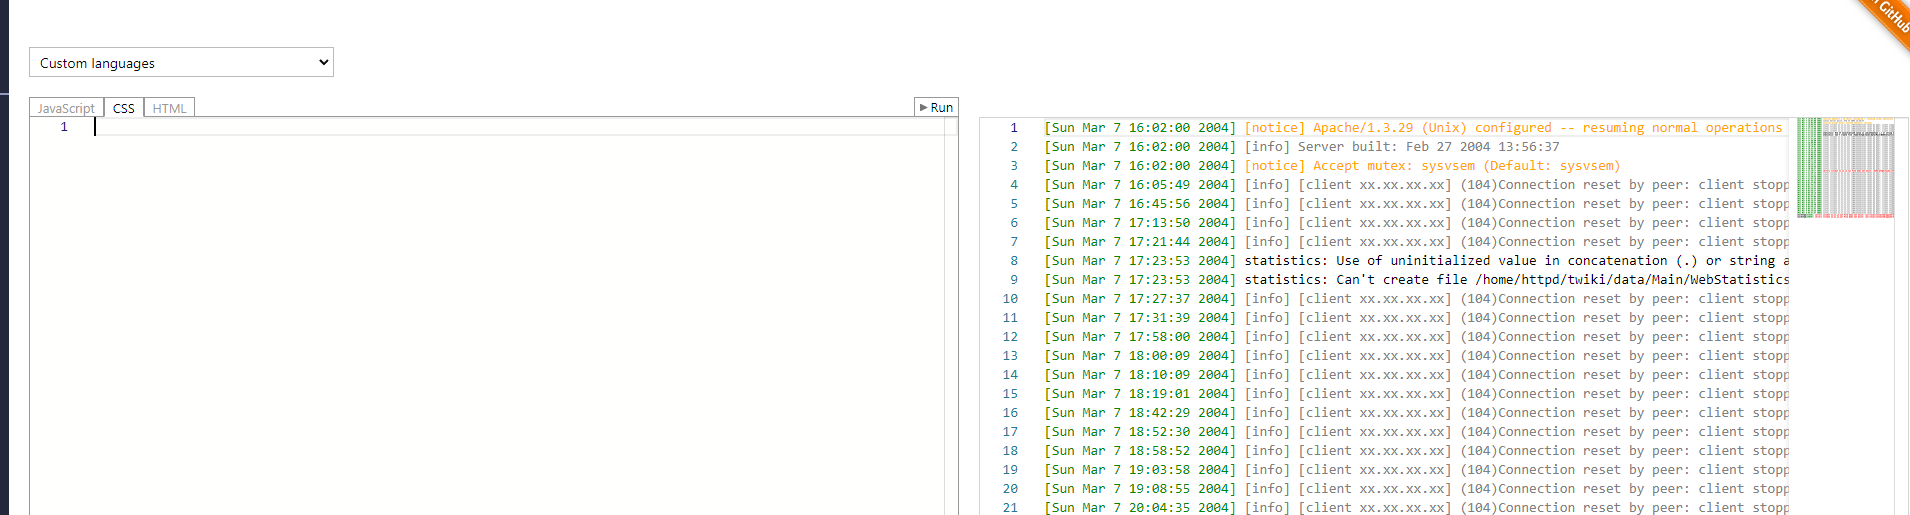 GitHub
Custom languages
JavaScript CSS HTML
Run
1
1 [Sun Mar 7 16:02:00 2004] [notice] Apache/1.3.29 (Unix) configured -- resuming normal operations
2 [Sun Mar 7 16:02:00 2004] [info] Server built: Feb 27 2004 13:56:37
3 [Sun Mar 7 16:02:00 2004] [notice] Accept mutex: sysvsem (Default: sysvsem)
4 [Sun Mar 7 16:05:49 2004] [info] [client xx.xx.xx.xx] (104)Connection reset by peer: client stopp
5 [Sun Mar 7 16:45:56 2004] [info] [client xx.xx.xx.xx] (104)Connection reset by peer: client stopp
6 [Sun Mar 7 17:13:50 2004] [info] [client xx.xx.xx.xx] (104)Connection reset by peer: client stopp
7 [Sun Mar 7 17:21:44 2004] [info] [client xx.xx.xx.xx] (104)Connection reset by peer: client stopp
8 [Sun Mar 7 17:23:53 2004] statistics: Use of uninitialized value in concatenation (.) or string a
9 [Sun Mar 7 17:23:53 2004] statistics: Can't create file /home/httpd/twiki/data/Main/WebStatistics
10 [Sun Mar 7 17:27:37 2004] [info] [client xx.xx.xx.xx] (104)Connection reset by peer: client stopp
11 [Sun Mar 7 17:31:39 2004] [info] [client xx.xx.xx.xx] (104)Connection reset by peer: client stopp
12 [Sun Mar 7 17:58:00 2004] [info] [client xx.xx.xx.xx] (104)Connection reset by peer: client stopp
13 [Sun Mar 7 18:00:09 2004] [info] [client xx.xx.xx.xx] (104)Connection reset by peer: client stopp
14 [Sun Mar 7 18:10:09 2004] [info] [client xx.xx.xx.xx] (104)Connection reset by peer: client stopp
15 [Sun Mar 7 18:19:01 2004] [info] [client xx.xx.xx.xx] (104)Connection reset by peer: client stopp
16 [Sun Mar 7 18:42:29 2004] [info] [client xx.xx.xx.xx] (104)Connection reset by peer: client stopp
17 [Sun Mar 7 18:52:30 2004] [info] [client xx.xx.xx.xx] (104)Connection reset by peer: client stopp
18 [Sun Mar 7 18:58:52 2004] [info] [client xx.xx.xx.xx] (104)Connection reset by peer: client stopp
19 [Sun Mar 7 19:03:58 2004] [info] [client xx.xx.xx.xx] (104)Connection reset by peer: client stopp
20 [Sun Mar 7 19:08:55 2004] [info] [client xx.xx.xx.xx] (104)Connection reset by peer: client stopp
21 [Sun Mar 7 20:04:35 2004] [info] [client xx.xx.xx.xx] (104)Connection reset by peer: client stopp